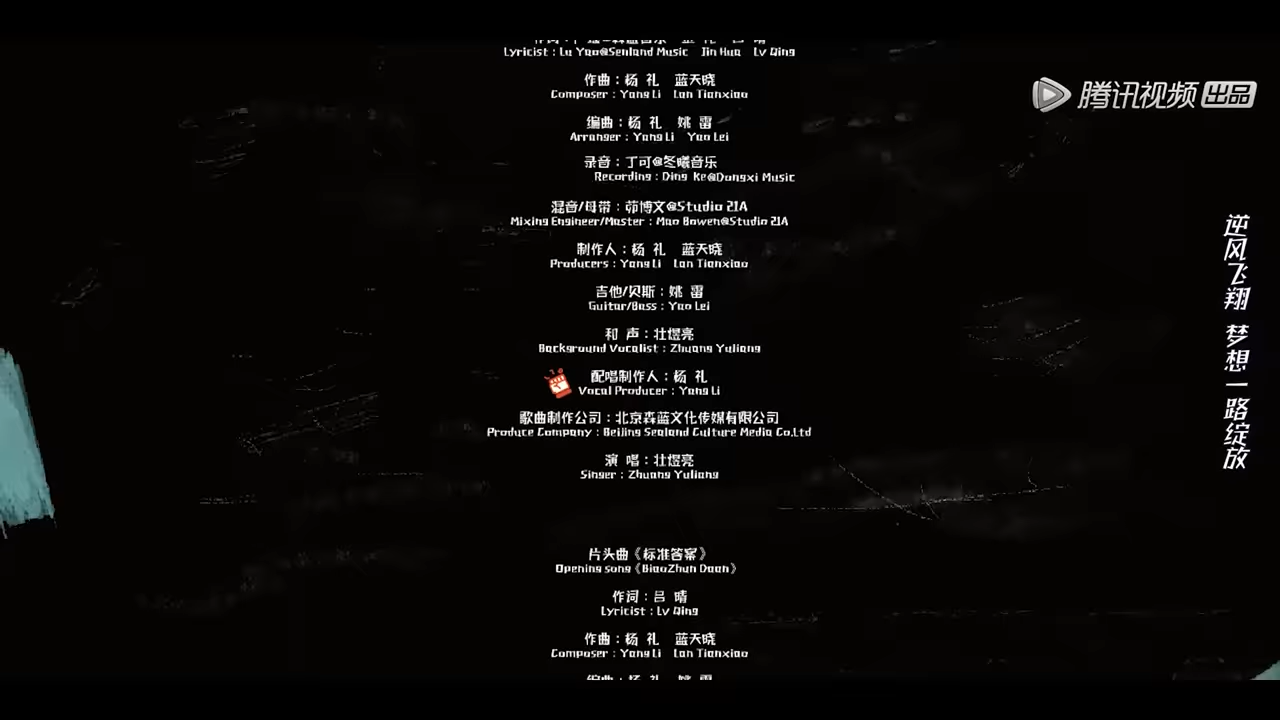 Lyricist : Lu Yao@Senland Music Jin Hua Lv Qing
作曲：杨 礼 蓝天晓
Composer : Yang Li Lan Tianxiao
编曲：杨 礼 姚 雷
Arranger : Yang Li Yao Lei
录音：丁可@冬曦音乐
Recording : Ding Ke@Dongxi Music
混音/母带：茆博文@Studio 21A
Mixing Engineer/Master : Mao Bowen@Studio 21A
制作人：杨 礼 蓝天晓
Producers : Yang Li Lan Tianxiao
吉他/贝斯：姚 雷
Guitar/Bass : Yao Lei
和 声：壮煜亮
Background Vocalist : Zhuang Yuliang
配唱制作人：杨 礼
Vocal Producer : Yang Li
歌曲制作公司：北京森蓝文化传媒有限公司
Produce Company : Beijing Senland Culture Media Co.Ltd
演 唱：壮煜亮
Singer : Zhuang Yuliang
片头曲《标准答案》
Opening song《BiaoZhun Daan》
作词：吕 晴
Lyricist : Lv Qing
作曲：杨 礼 蓝天晓
Composer : Yang Li Lan Tianxiao
编曲：杨 礼 姚 雷
腾讯视频 出品
逆风飞翔 梦想一路绽放